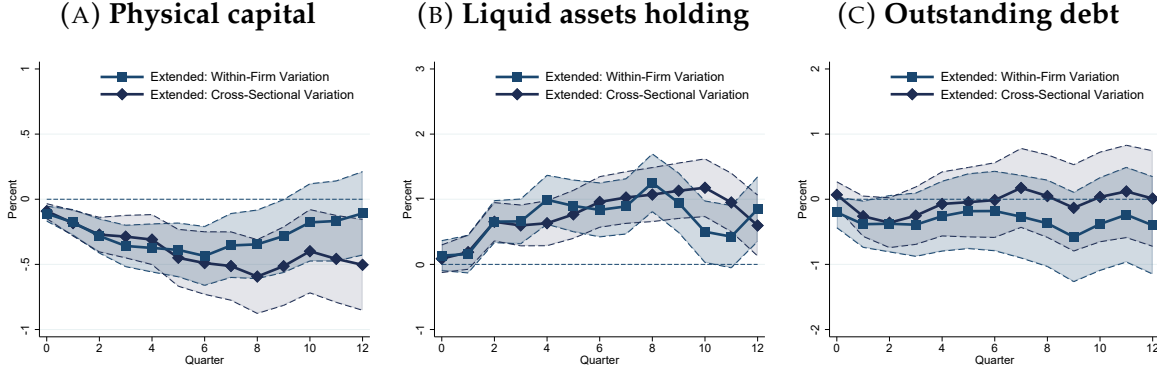 (A) Physical capital
Extended: Within-Firm Variation
Extended: Cross-Sectional Variation
Percent
1
.5
0
-.5
-1
0 2 4 6 8 10 12
Quarter
(B) Liquid assets holding
Extended: Within-Firm Variation
Extended: Cross-Sectional Variation
Percent
3
2
1
0
-1
0 2 4 6 8 10 12
Quarter
(C) Outstanding debt
Extended: Within-Firm Variation
Extended: Cross-Sectional Variation
Percent
2
1
0
-1
-2
0 2 4 6 8 10 12
Quarter